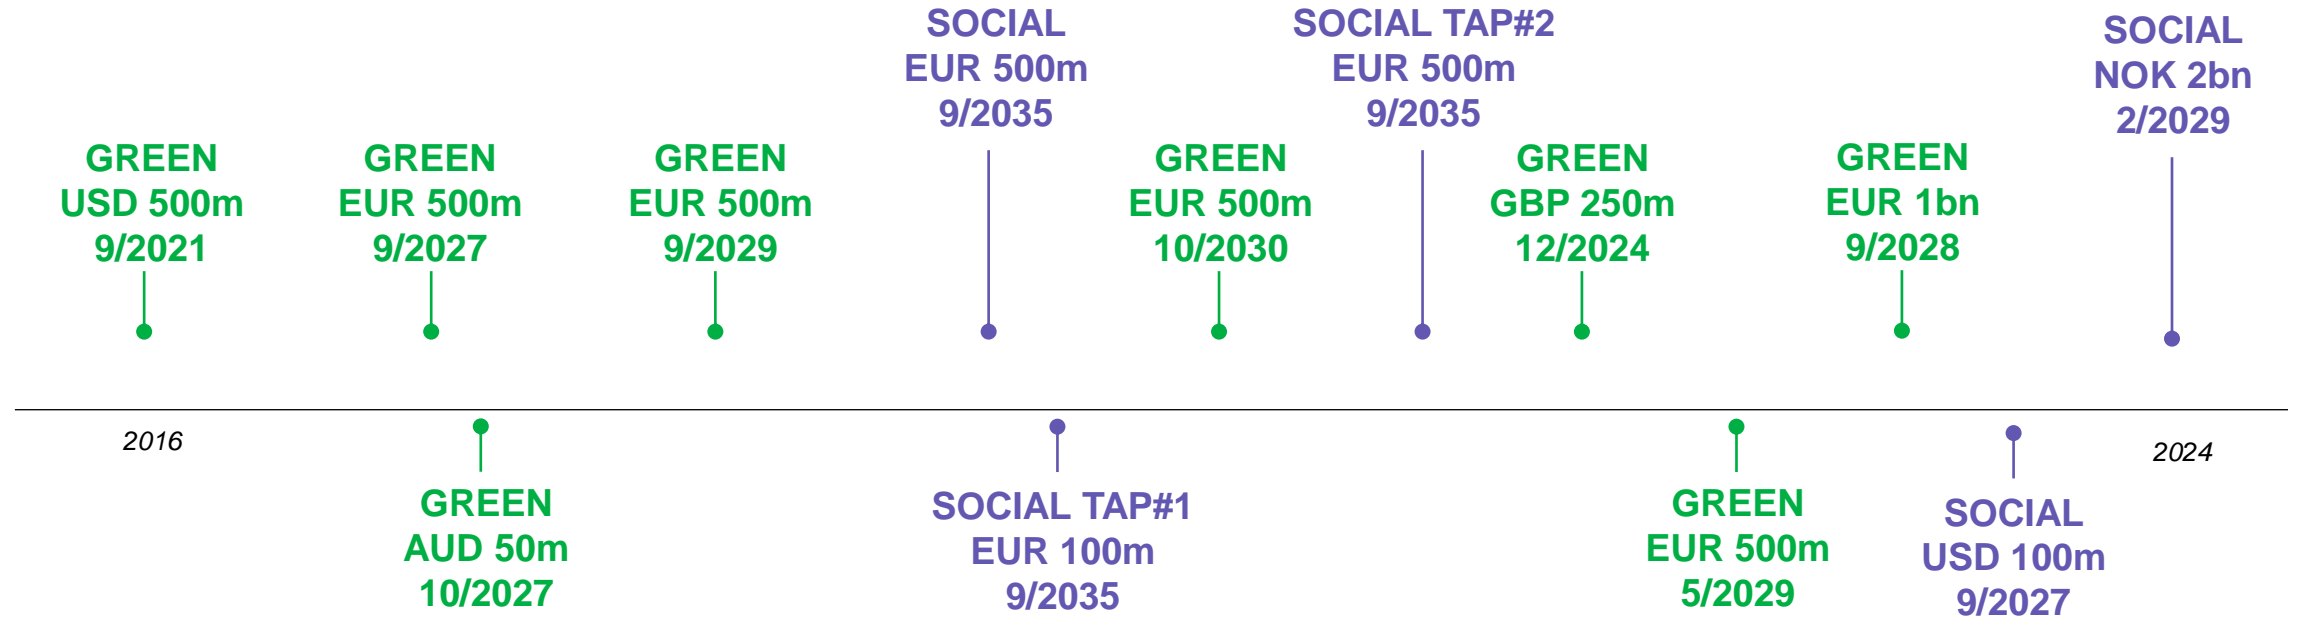 SOCIAL
EUR 500m
9/2035
SOCIAL TAP#2
EUR 500m
9/2035
SOCIAL
NOK 2bn
2/2029
GREEN
USD 500m
9/2021
GREEN
EUR 500m
9/2027
GREEN
EUR 500m
9/2029
GREEN
EUR 500m
10/2030
GREEN
GBP 250m
12/2024
GREEN
EUR 1bn
9/2028
2016
2024
GREEN
AUD 50m
10/2027
SOCIAL TAP#1
EUR 100m
9/2035
GREEN
EUR 500m
5/2029
SOCIAL
USD 100m
9/2027